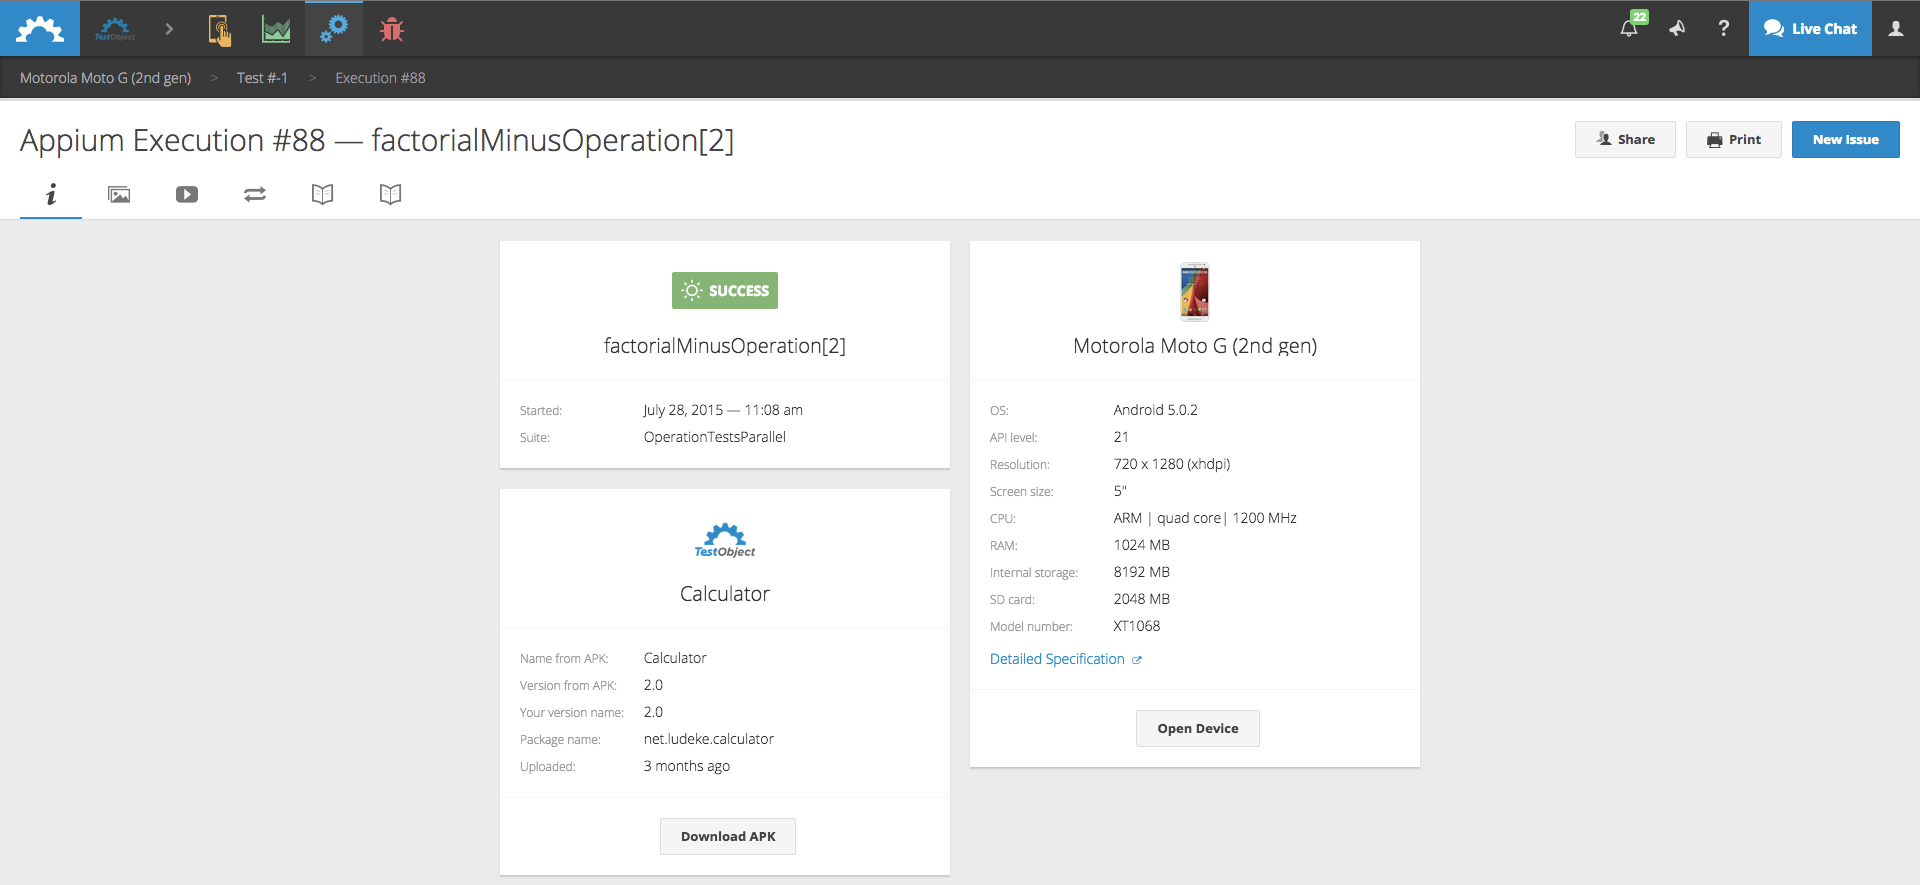 TestObject
22
?
Live Chat
Motorola Moto G (2nd gen) > Test #-1 > Execution #88
Appium Execution #88 — factorialMinusOperation[2]
Share
Print
New Issue
SUCCESS
factorialMinusOperation[2]
Started: July 28, 2015 — 11:08 am
Suite: OperationTestsParallel
TestObject
Calculator
Name from APK: Calculator
Version from APK: 2.0
Your version name: 2.0
Package name: net.ludeke.calculator
Uploaded: 3 months ago
Download APK
Motorola Moto G (2nd gen)
OS: Android 5.0.2
API level: 21
Resolution: 720 x 1280 (xhdpi)
Screen size: 5"
CPU: ARM | quad core| 1200 MHz
RAM: 1024 MB
Internal storage: 8192 MB
SD card: 2048 MB
Model number: XT1068
Detailed Specification
Open Device